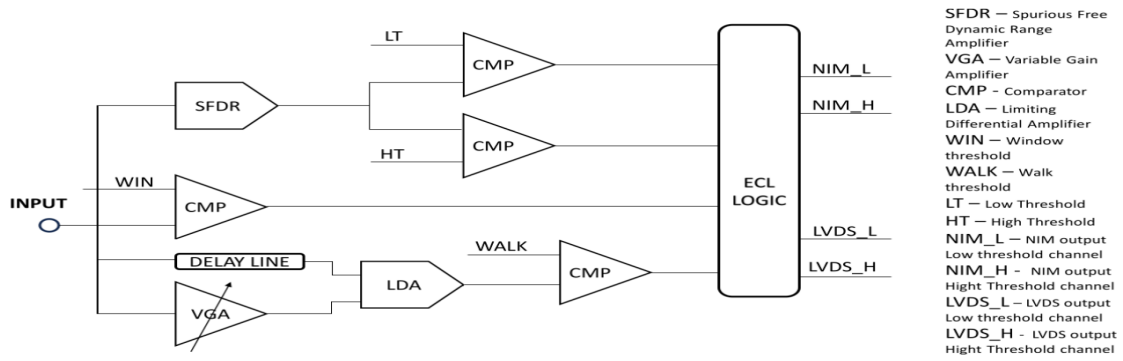 LT
CMP
SFDR
CMP
HT
WIN
INPUT
CMP
DELAY LINE
VGA
LDA
WALK
CMP
ECL
LOGIC
NIM_L
NIM_H
LVDS_L
LVDS_H
SFDR – Spurious Free
Dynamic Range
Amplifier
VGA – Variable Gain
Amplifier
CMP - Comparator
LDA – Limiting
Differential Amplifier
WIN – Window
threshold
WALK – Walk
threshold
LT – Low Threshold
HT – High Threshold
NIM_L – NIM output
Low threshold channel
NIM_H - NIM output
Hight Threshold channel
LVDS_L – LVDS output
Low threshold channel
LVDS_H - LVDS output
Hight Threshold channel